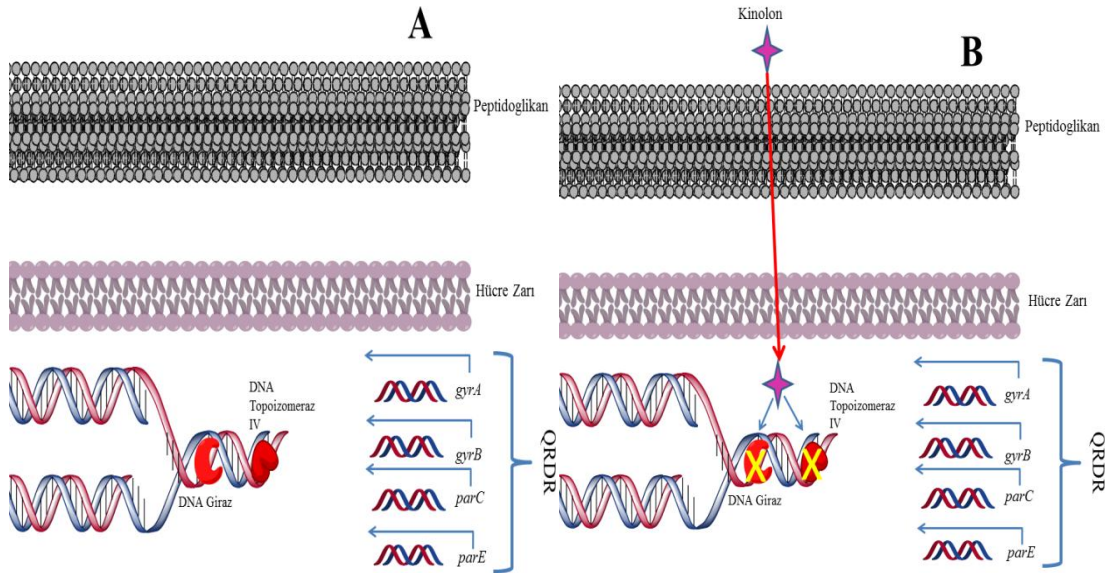 A
Peptidoglikan
Hücre Zarı
DNA
Topoizomeraz
IV
DNA Giraz
gyrA
gyrB
parC
parE
QRDR
Kinolon
B
Peptidoglikan
Hücre Zarı
DNA
Topoizomeraz
IV
X
X
DNA Giraz
gyrA
gyrB
parC
parE
QRDR